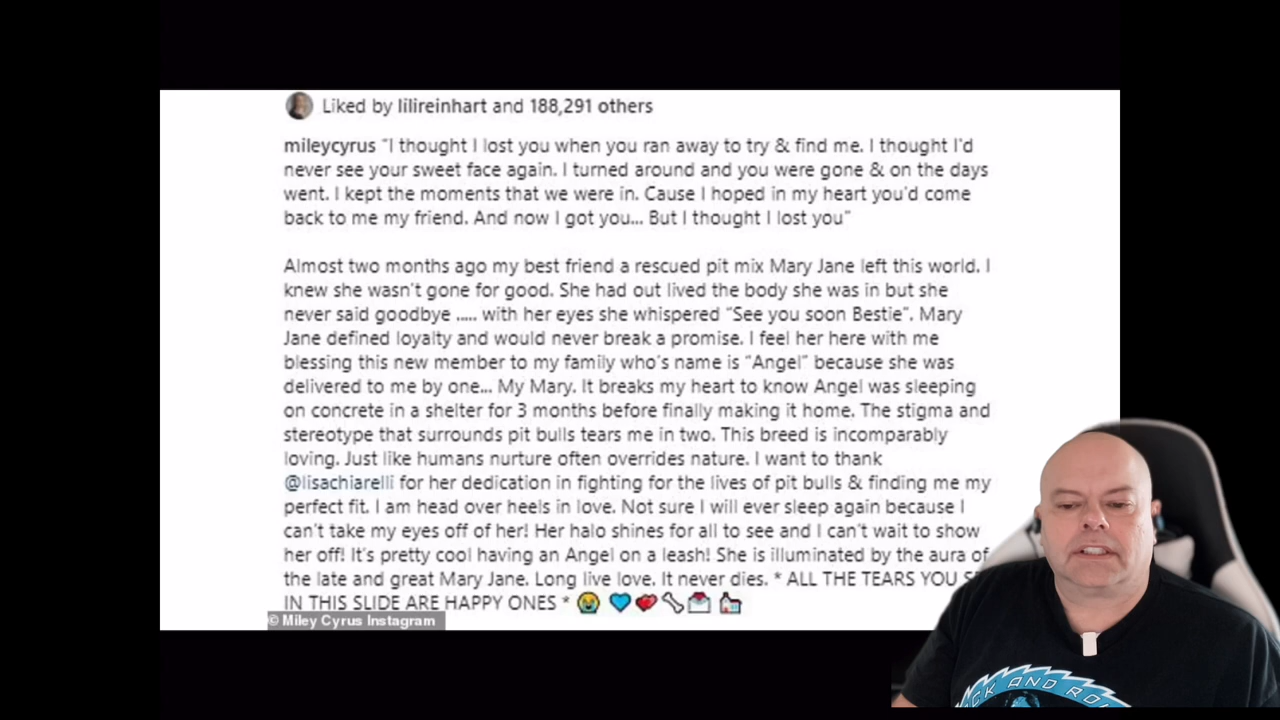 Liked by lilireinhart and 188,291 others
mileycyrus "I thought I lost you when you ran away to try & find me. I thought I'd
never see your sweet face again. I turned around and you were gone & on the days
went. I kept the moments that we were in. Cause I hoped in my heart you'd come
back to me my friend. And now I got you... But I thought I lost you"
Almost two months ago my best friend a rescued pit mix Mary Jane left this world. I
knew she wasn't gone for good. She had out lived the body she was in but she
never said goodbye ..... with her eyes she whispered "See you soon Bestie". Mary
Jane defined loyalty and would never break a promise. I feel her here with me
blessing this new member to my family who's name is "Angel" because she was
delivered to me by one... My Mary. It breaks my heart to know Angel was sleeping
on concrete in a shelter for 3 months before finally making it home. The stigma and
stereotype that surrounds pit bulls tears me in two. This breed is incomparably
loving. Just like humans nurture often overrides nature. I want to thank
@lisachiarelli for her dedication in fighting for the lives of pit bulls & finding me my
perfect fit. I am head over heels in love. Not sure I will ever sleep again because I
can't take my eyes off of her! Her halo shines for all to see and I can't wait to show
her off! It's pretty cool having an Angel on a leash! She is illuminated by the aura of
the late and great Mary Jane. Long live love. It never dies. * ALL THE TEARS YOU
IN THIS SLIDE ARE HAPPY ONES * 😭 💙💕🦴💌🏠
© Miley Cyrus Instagram
AND